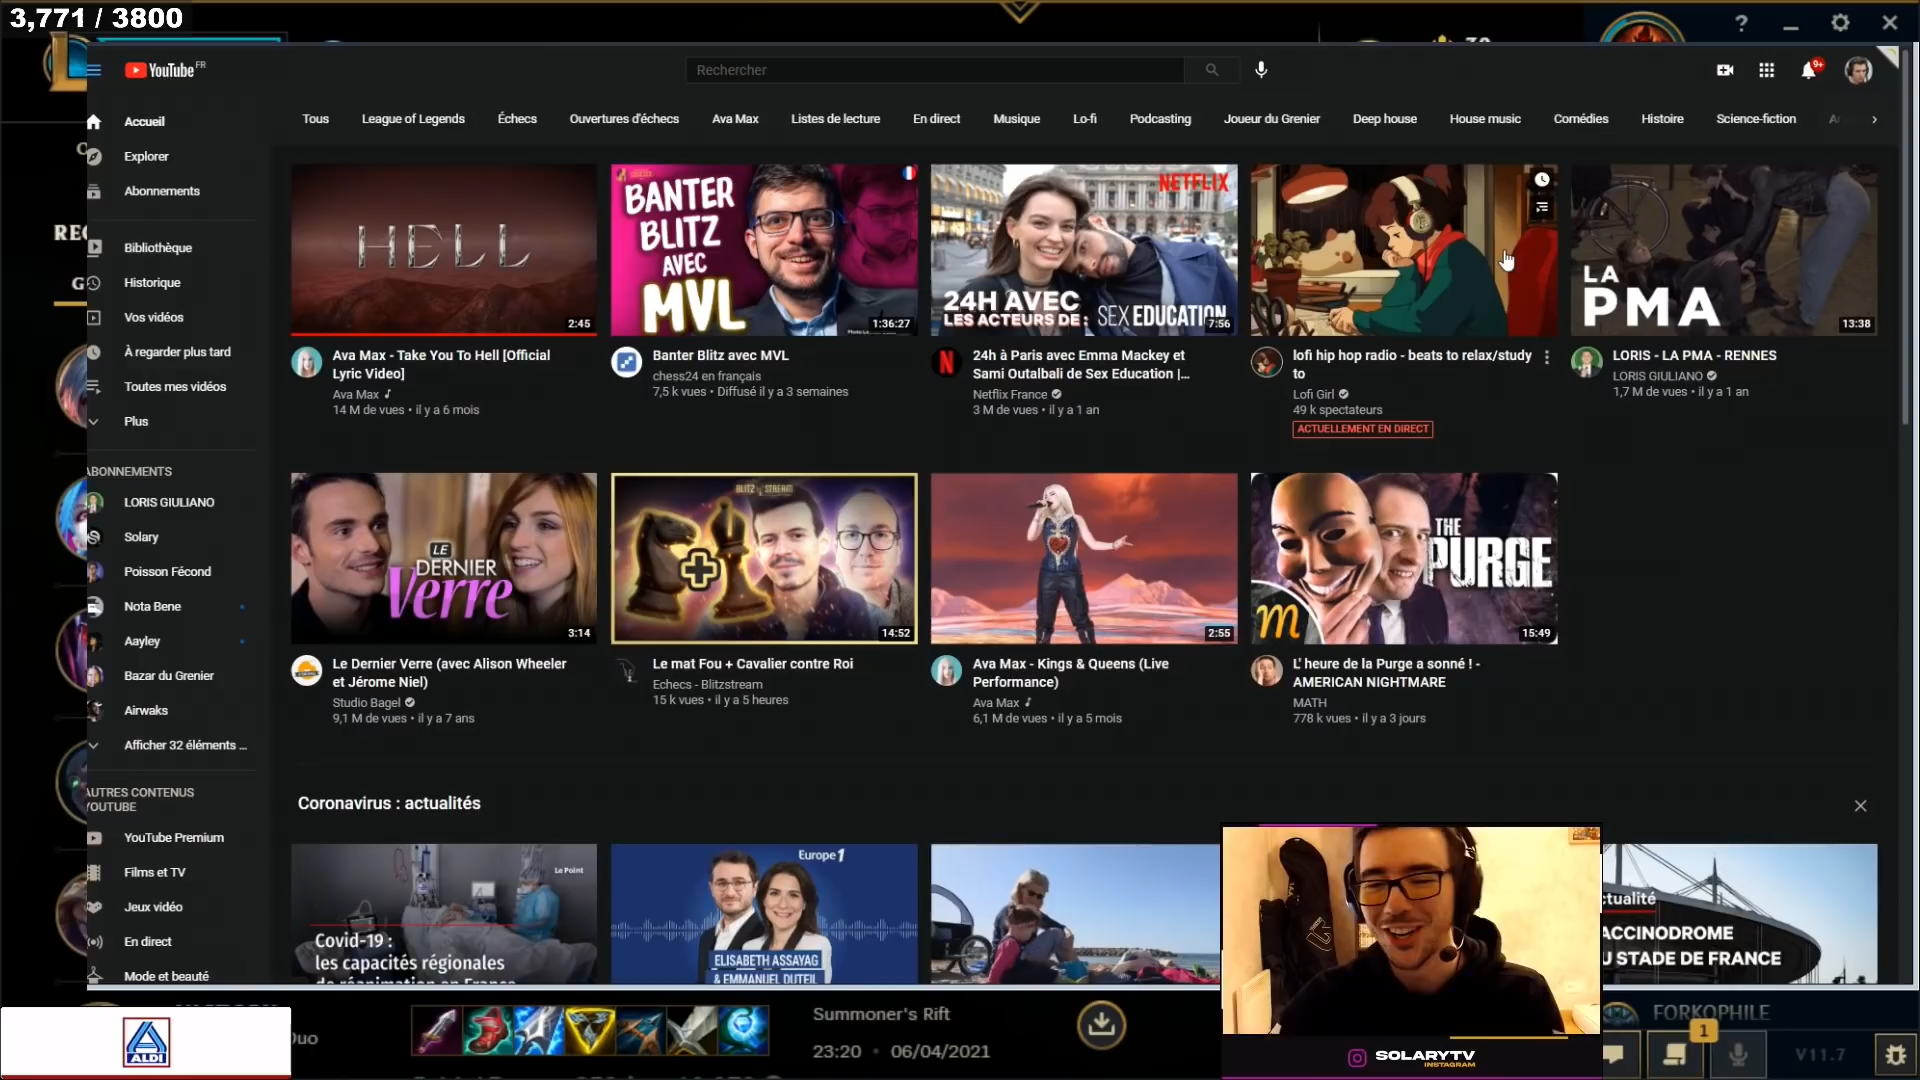 3,771 / 3800
YouTube FR
Rechercher
9+
Tous
League of Legends
Échecs
Ouvertures d'échecs
Ava Max
Listes de lecture
En direct
Musique
Lo-fi
Podcasting
Joueur du Grenier
Deep house
House music
Comédies
Histoire
Science-fiction
Accueil
Explorer
Abonnements
Bibliothèque
Historique
Vos vidéos
À regarder plus tard
Toutes mes vidéos
Plus
ABONNEMENTS
LORIS GIULIANO
Solary
Poisson Fécond
Nota Bene
Aayley
Bazar du Grenier
Airwaks
Afficher 32 éléments ...
AUTRES CONTENUS
YOUTUBE
YouTube Premium
Films et TV
Jeux vidéo
En direct
Mode et beauté
HELL
2:45
Ava Max - Take You To Hell [Official
Lyric Video]
Ava Max
14 M de vues • il y a 6 mois
BANTER
BLITZ
AVEC
MVL
1:36:27
Banter Blitz avec MVL
chess24 en français
7,5 k vues • Diffusé il y a 3 semaines
NETFLIX
24H AVEC
LES ACTEURS DE : SEX EDUCATION
7:56
24h à Paris avec Emma Mackey et
Sami Outalbali de Sex Education |...
Netflix France
3 M de vues • il y a 1 an
lofi hip hop radio - beats to relax/study
to
Lofi Girl
49 k spectateurs
ACTUELLEMENT EN DIRECT
LA
PMA
13:38
LORIS - LA PMA - RENNES
LORIS GIULIANO
1,7 M de vues • il y a 1 an
LE
DERNIER
Verre
3:14
Le Dernier Verre (avec Alison Wheeler
et Jérome Niel)
Studio Bagel
9,1 M de vues • il y a 7 ans
BLITZ STREAM
14:52
Le mat Fou + Cavalier contre Roi
Echecs - Blitzstream
15 k vues • il y a 5 heures
2:55
Ava Max - Kings & Queens (Live
Performance)
Ava Max
6,1 M de vues • il y a 5 mois
THE
PURGE
m
15:49
L' heure de la Purge a sonné ! -
AMERICAN NIGHTMARE
MATH
778 k vues • il y a 3 jours
Coronavirus : actualités
Le Point
Covid-19 :
les capacités régionales
de réanimation en France
Europe 1
ELISABETH ASSAYAG
& EMMANUEL DUTEIL
ctualité
ACCINODROME
U STADE DE FRANCE
ALDI
Duo
Summoner's Rift
23:20 • 06/04/2021
SOLARYTV
INSTAGRAM
FORKOPHILE
1
V11.7